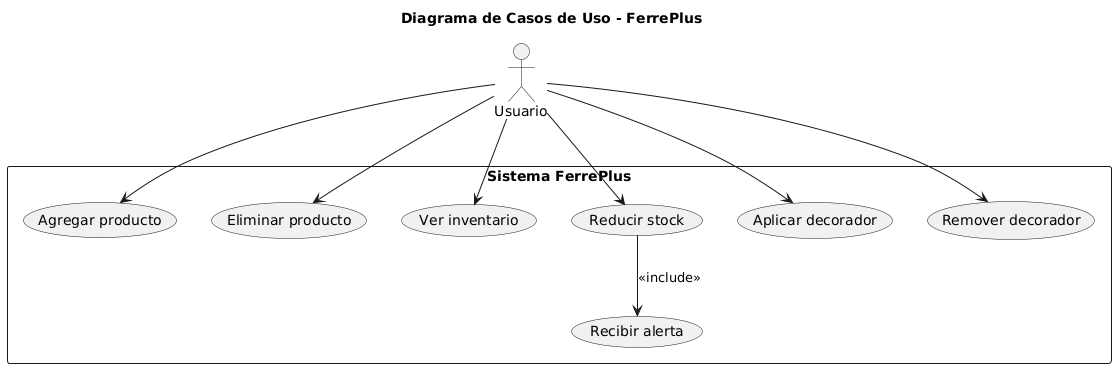 Diagrama de Casos de Uso - FerrePlus
Usuario
Sistema FerrePlus
Agregar producto
Eliminar producto
Ver inventario
Reducir stock
Aplicar decorador
Remover decorador
«include»
Recibir alerta